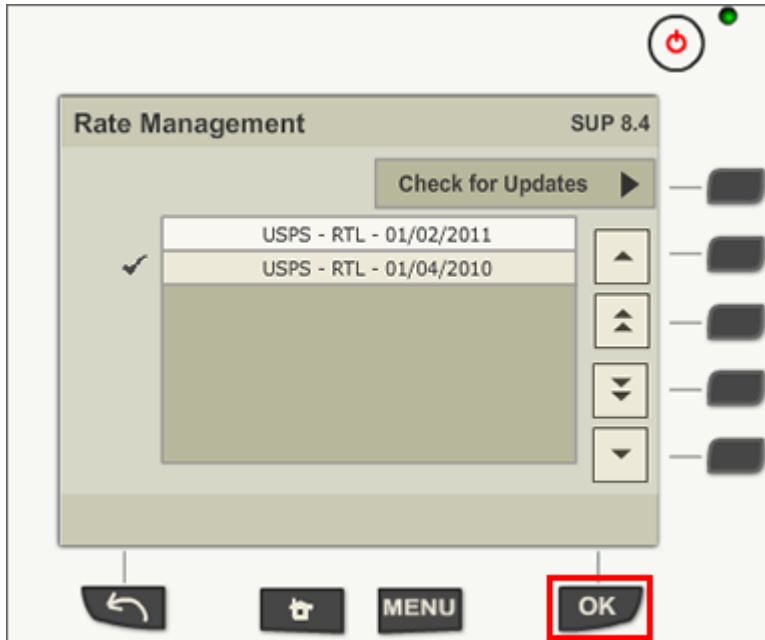 Rate Management SUP 8.4
Check for Updates
USPS - RTL - 01/02/2011
USPS - RTL - 01/04/2010
MENU OK